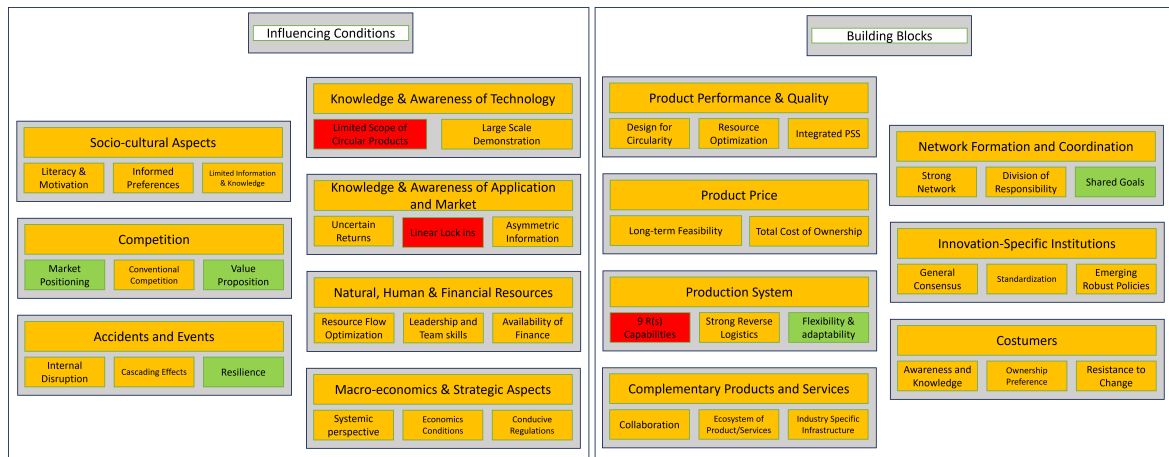 Influencing Conditions
Socio-cultural Aspects
Literacy &
Motivation
Informed
Preferences
Limited Information
& Knowledge
Competition
Market
Positioning
Conventional
Competition
Value
Proposition
Accidents and Events
Internal
Disruption
Cascading Effects
Resilience
Knowledge & Awareness of Technology
Limited Scope of
Circular Products
Large Scale
Demonstration
Knowledge & Awareness of Application
and Market
Uncertain
Returns
Linear Lock ins
Asymmetric
Information
Natural, Human & Financial Resources
Resource Flow
Optimization
Leadership and
Team skills
Availability of
Finance
Macro-economics & Strategic Aspects
Systemic
perspective
Economics
Conditions
Conducive
Regulations
Building Blocks
Product Performance & Quality
Design for
Circularity
Resource
Optimization
Integrated PSS
Product Price
Long-term Feasibility
Total Cost of Ownership
Production System
9 R(s)
Capabilities
Strong Reverse
Logistics
Flexibility &
adaptability
Complementary Products and Services
Collaboration
Ecosystem of
Product/Services
Industry Specific
Infrastructure
Network Formation and Coordination
Strong
Network
Division of
Responsibility
Shared Goals
Innovation-Specific Institutions
General
Consensus
Standardization
Emerging
Robust Policies
Costumers
Awareness and
Knowledge
Ownership
Preference
Resistance to
Change